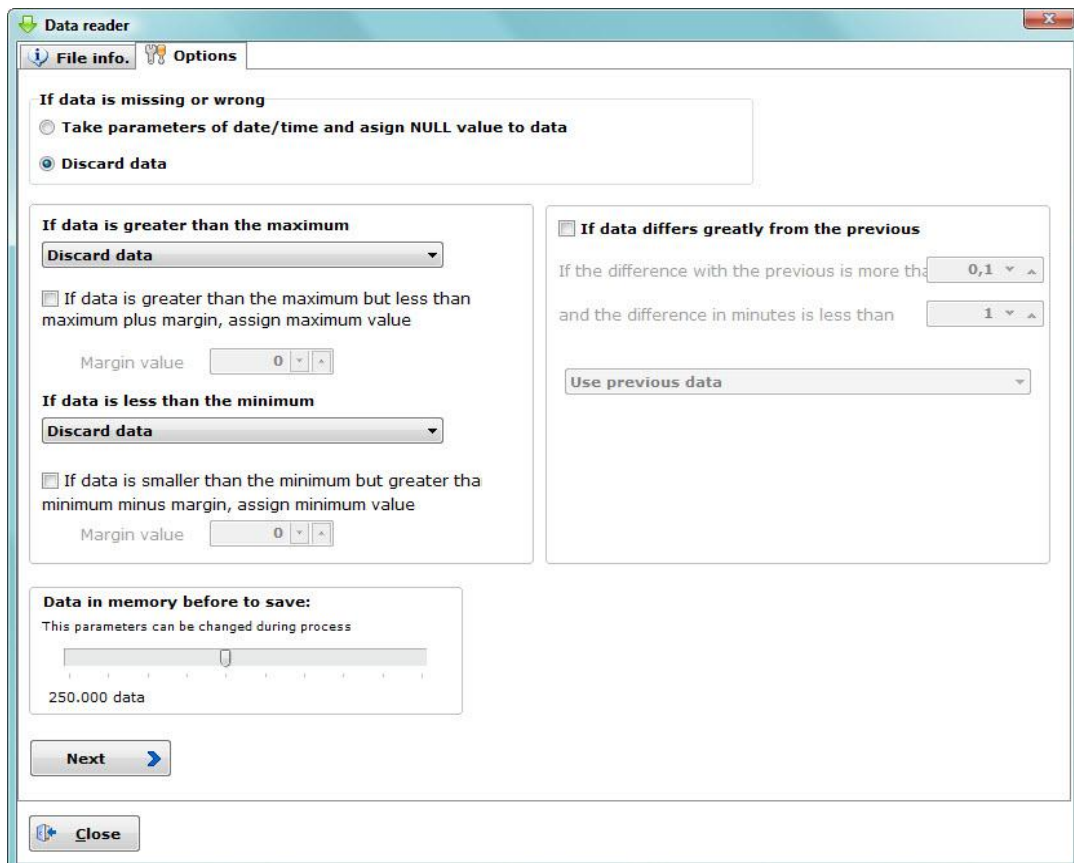 Data reader
File info.
Options
If data is missing or wrong
Take parameters of date/time and asign NULL value to data
Discard data
If data is greater than the maximum
Discard data
If data is greater than the maximum but less than
maximum plus margin, assign maximum value
Margin value 0
If data is less than the minimum
Discard data
If data is smaller than the minimum but greater tha
minimum minus margin, assign minimum value
Margin value 0
If data differs greatly from the previous
If the difference with the previous is more tha 0,1
and the difference in minutes is less than 1
Use previous data
Data in memory before to save:
This parameters can be changed during process
250.000 data
Next
Close